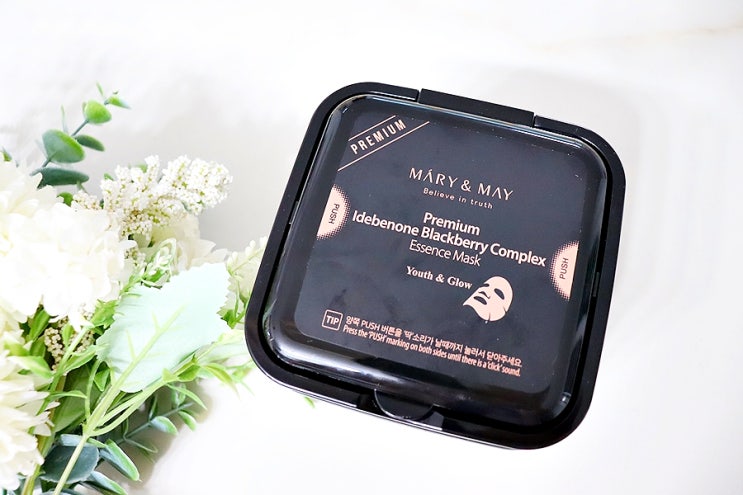 PREMIUM
MÁRY & MAY
Believe in truth
Premium
Idebenone Blackberry Complex
Essence Mask
Youth & Glow
PUSH
PUSH
TIP
양쪽 PUSH 버튼을 '딱'소리가 날때까지 눌러서 닫아주세요.
Press the 'PUSH' marking on both sides until there is a 'click' sound.